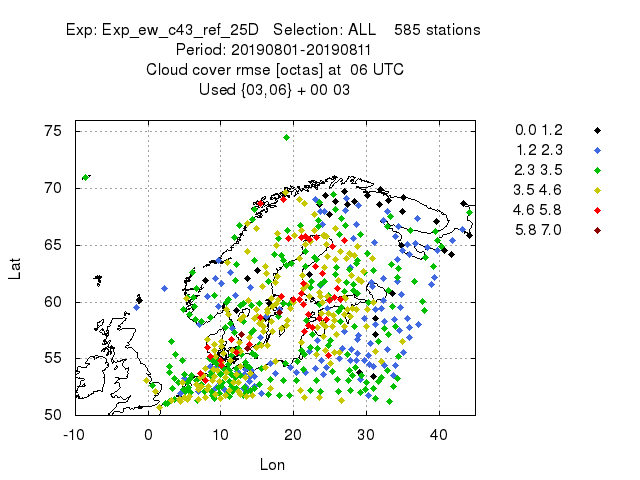 Exp: Exp_ew_c43_ref_25D   Selection: ALL    585 stations
Period: 20190801-20190811
Cloud cover rmse [octas] at  06 UTC
Used {03,06} + 00 03
75
70
65
60
55
50
-10 0 10 20 30 40
Lat
Lon
0.0 1.2
1.2 2.3
2.3 3.5
3.5 4.6
4.6 5.8
5.8 7.0